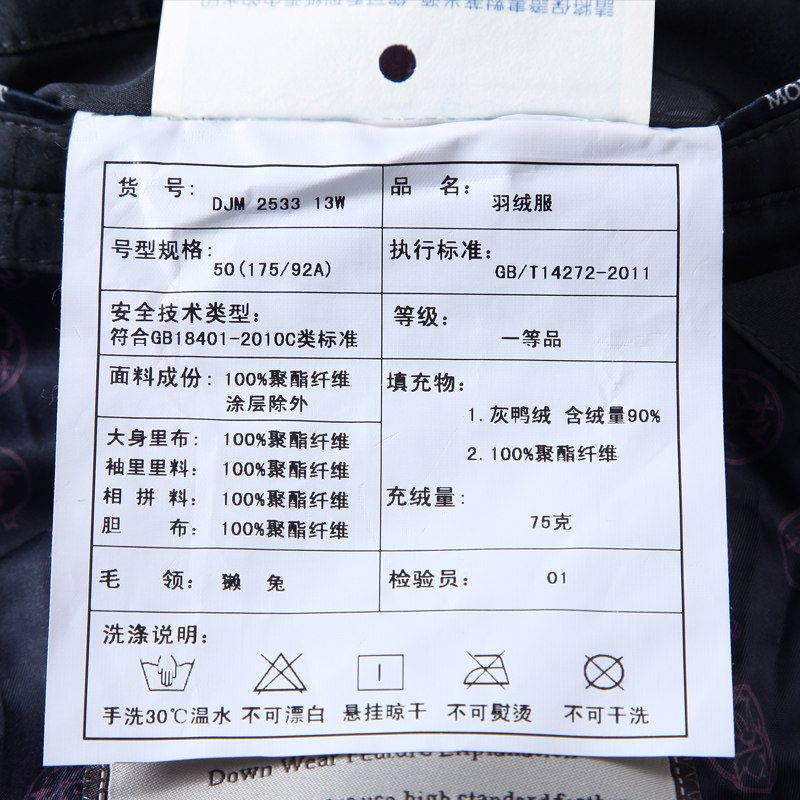 货 号: DJM 2533 13W
品 名: 羽绒服
号型规格: 50(175/92A)
执行标准: GB/T14272-2011
安全技术类型:
符合GB18401-2010C类标准
等级: 一等品
面料成份: 100%聚酯纤维
涂层除外
大身里布: 100%聚酯纤维
袖里里料: 100%聚酯纤维
相 拼 料: 100%聚酯纤维
胆 布: 100%聚酯纤维
填充物:
1.灰鸭绒 含绒量90%
2.100%聚酯纤维
充绒量:
75克
毛 领: 獭 兔
检验员: 01
洗涤说明:
手洗30℃温水 不可漂白 悬挂晾干 不可熨烫 不可干洗
Down Wear Feature Explanation
use high standard